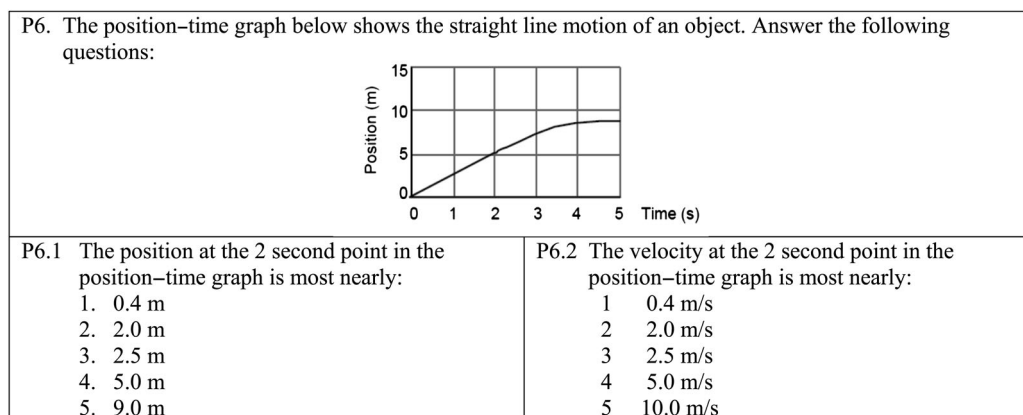 P6. The position–time graph below shows the straight line motion of an object. Answer the following
questions:
15
10
5
0
Position (m)
0 1 2 3 4 5 Time (s)
P6.1 The position at the 2 second point in the
position–time graph is most nearly:
1. 0.4 m
2. 2.0 m
3. 2.5 m
4. 5.0 m
5. 9.0 m
P6.2 The velocity at the 2 second point in the
position–time graph is most nearly:
1 0.4 m/s
2 2.0 m/s
3 2.5 m/s
4 5.0 m/s
5 10.0 m/s